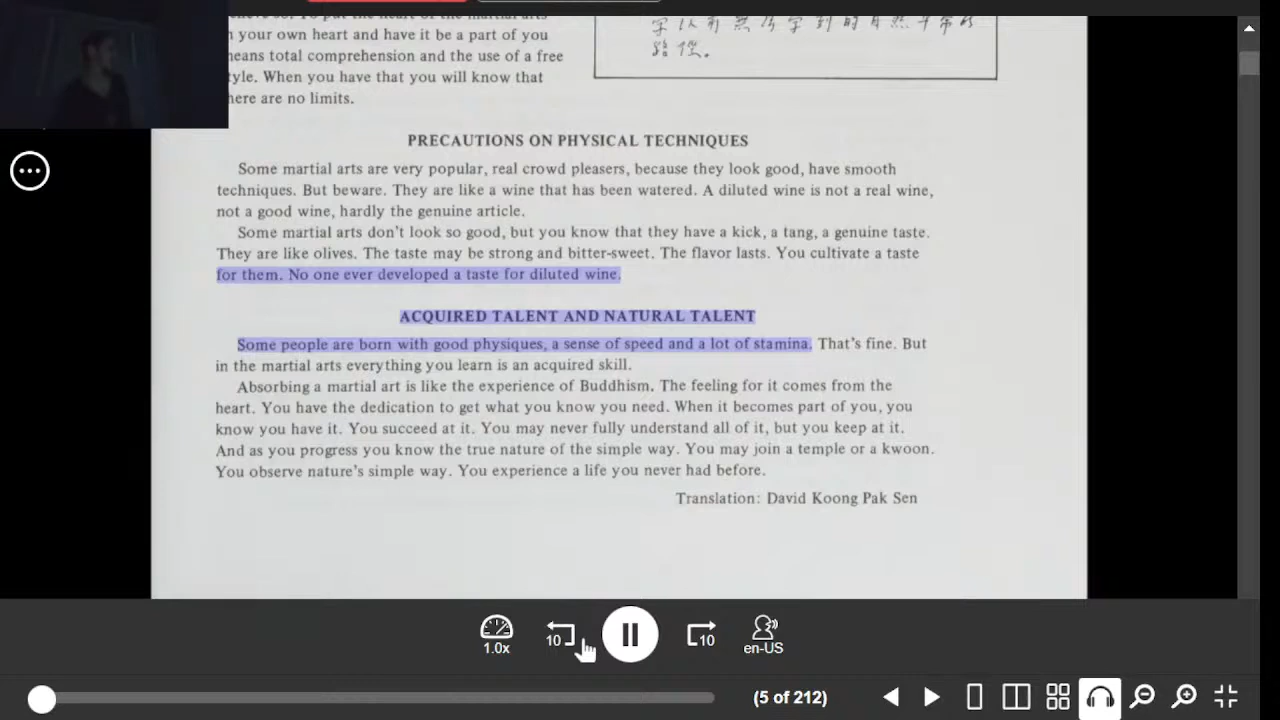 your own heart and have it be a part of you
means total comprehension and the use of a free
style. When you have that you will know that
there are no limits.
路徑。
PRECAUTIONS ON PHYSICAL TECHNIQUES
Some martial arts are very popular, real crowd pleasers, because they look good, have smooth
techniques. But beware. They are like a wine that has been watered. A diluted wine is not a real wine,
not a good wine, hardly the genuine article.
Some martial arts don't look so good, but you know that they have a kick, a tang, a genuine taste.
They are like olives. The taste may be strong and bitter-sweet. The flavor lasts. You cultivate a taste
for them. No one ever developed a taste for diluted wine.
ACQUIRED TALENT AND NATURAL TALENT
Some people are born with good physiques, a sense of speed and a lot of stamina. That's fine. But
in the martial arts everything you learn is an acquired skill.
Absorbing a martial art is like the experience of Buddhism. The feeling for it comes from the
heart. You have the dedication to get what you know you need. When it becomes part of you, you
know you have it. You succeed at it. You may never fully understand all of it, but you keep at it.
And as you progress you know the true nature of the simple way. You may join a temple or a kwoon.
You observe nature's simple way. You experience a life you never had before.
Translation: David Koong Pak Sen
1.0x
10
10
en-US
(5 of 212)